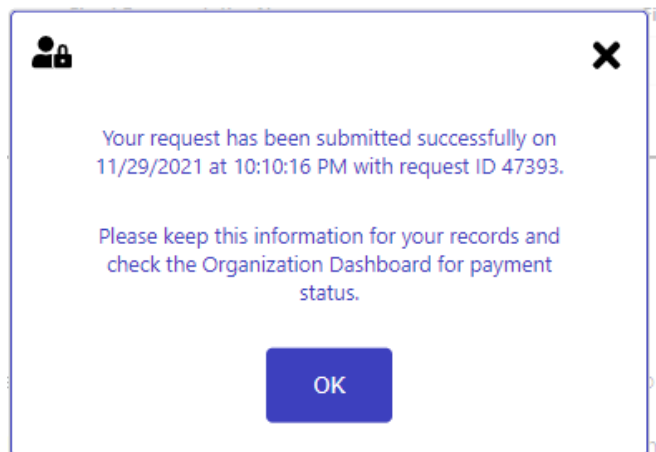 Your request has been submitted successfully on
11/29/2021 at 10:10:16 PM with request ID 47393.
Please keep this information for your records and
check the Organization Dashboard for payment
status.
OK